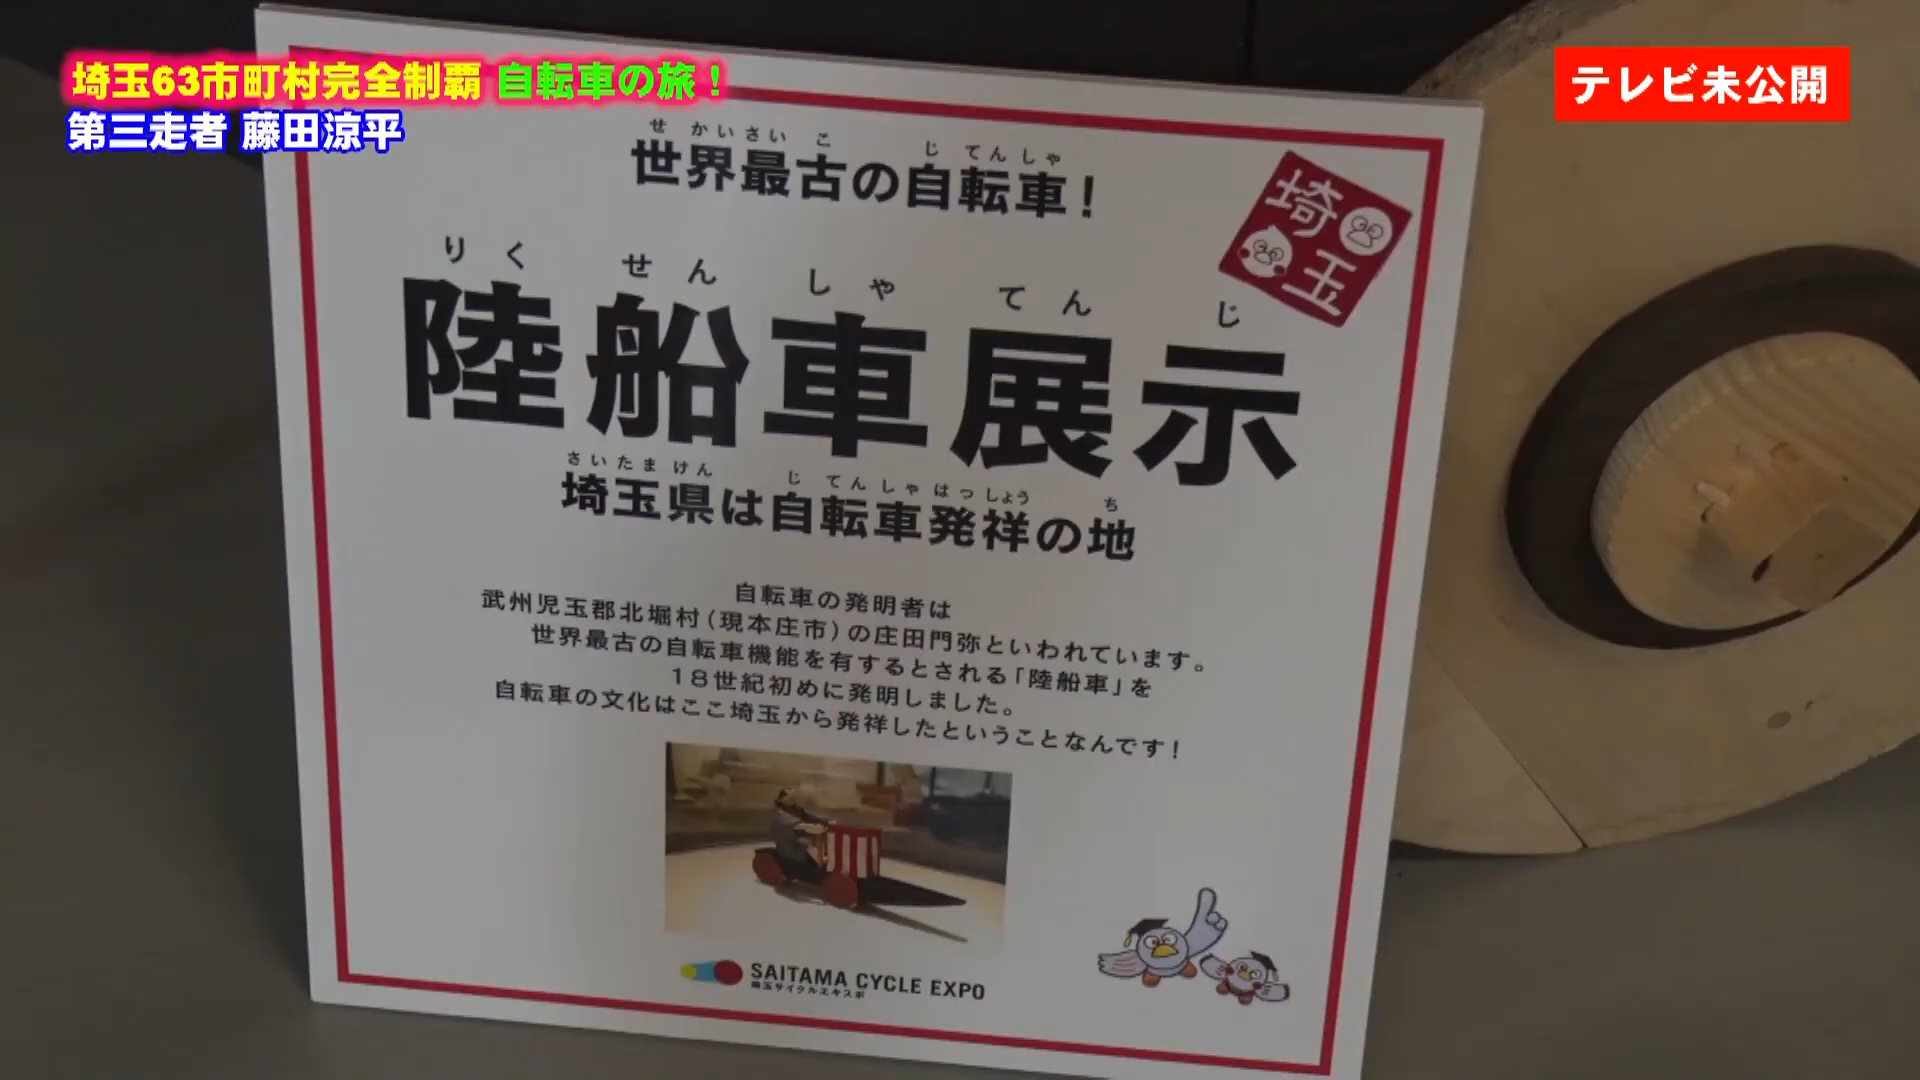 埼玉63市町村完全制覇 自転車の旅！
第三走者 藤田涼平
テレビ未公開
せかいさいこ じてんしゃ
世界最古の自転車！
埼玉
りくせんしゃてんじ
陸船車展示
さいたまけん じてんしゃはっしょう ち
埼玉県は自転車発祥の地
自転車の発明者は
武州児玉郡北堀村（現本庄市）の庄田門弥といわれています。
世界最古の自転車機能を有するとされる「陸船車」を
18世紀初めに発明しました。
自転車の文化はここ埼玉から発祥したということなんです！
SAITAMA CYCLE EXPO
埼玉サイクルエキスポ